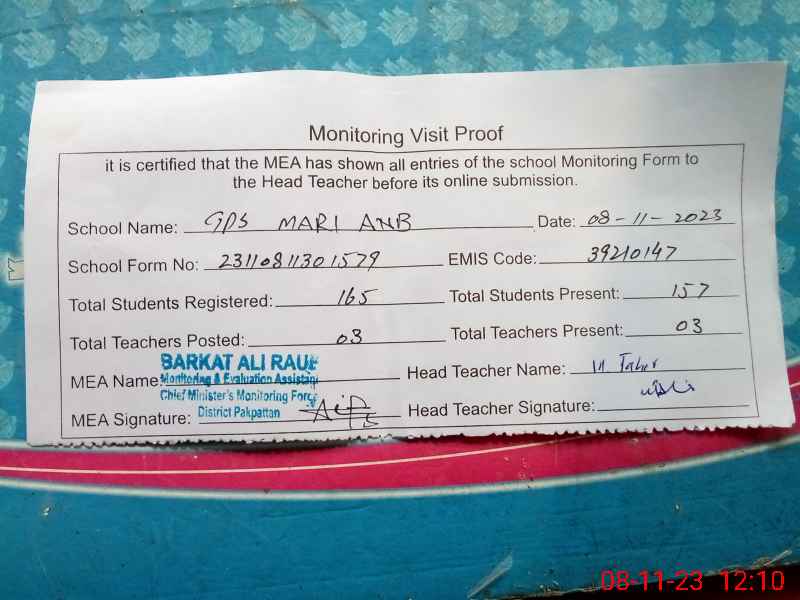 Monitoring Visit Proof
it is certified that the MEA has shown all entries of the school Monitoring Form to
the Head Teacher before its online submission.
School Name: GPS MARI ANB Date: 08-11-2023
School Form No: 23110811301579 EMIS Code: 39210147
Total Students Registered: 165 Total Students Present: 157
Total Teachers Posted: 03 Total Teachers Present: 03
BARKAT ALI RAUF
MEA Name: Monitoring & Evaluation Assistant Head Teacher Name: M Taher
Chief Minister's Monitoring Force
MEA Signature: District Pakpattan Head Teacher Signature:
08-11-23 12:10